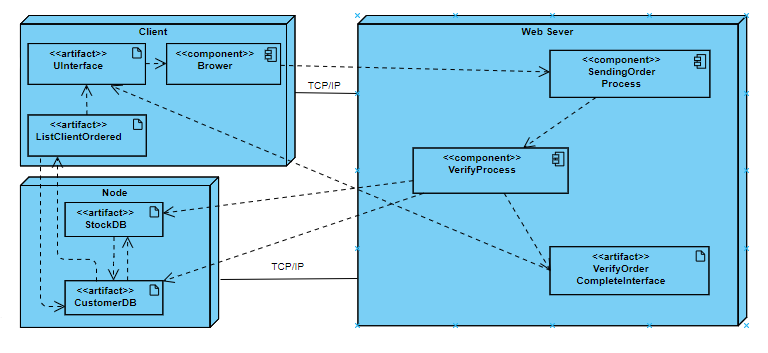 Client
<<artifact>>
UInterface
<<component>>
Brower
<<artifact>>
ListClientOrdered
TCP/IP
Web Sever
<<component>>
SendingOrder
Process
<<component>>
VerifyProcess
<<artifact>>
VerifyOrder
CompleteInterface
Node
<<artifact>>
StockDB
<<artifact>>
CustomerDB
TCP/IP